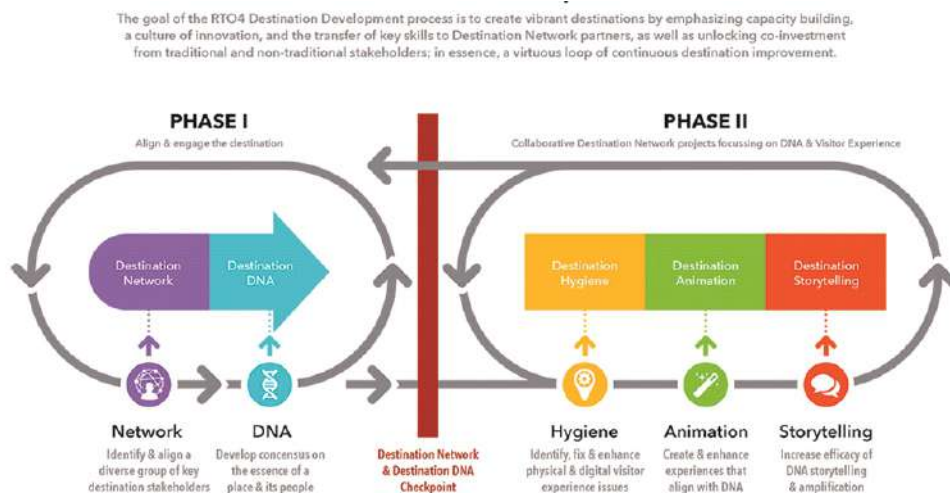 The goal of the RTO4 Destination Development process is to create vibrant destinations by emphasizing capacity building,
a culture of innovation, and the transfer of key skills to Destination Network partners, as well as unlocking co-investment
from traditional and non-traditional stakeholders; in essence, a virtuous loop of continuous destination improvement.
PHASE I
Align & engage the destination
PHASE II
Collaborative Destination Network projects focussing on DNA & Visitor Experience
Destination
Network
Destination
DNA
Destination
Hygiene
Destination
Animation
Destination
Storytelling
Network
Identify & align a
diverse group of key
destination stakeholders
DNA
Develop consensus on
the essence of a
place & its people
Destination Network
& Destination DNA
Checkpoint
Hygiene
Identify, fix & enhance
physical & digital visitor
experience issues
Animation
Create & enhance
experiences that
align with DNA
Storytelling
Increase efficacy of
DNA storytelling
& amplification